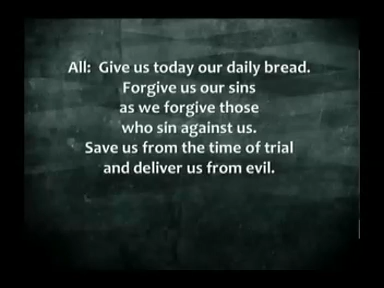 All:  Give us today our daily bread.
Forgive us our sins
as we forgive those
who sin against us.
Save us from the time of trial
and deliver us from evil.